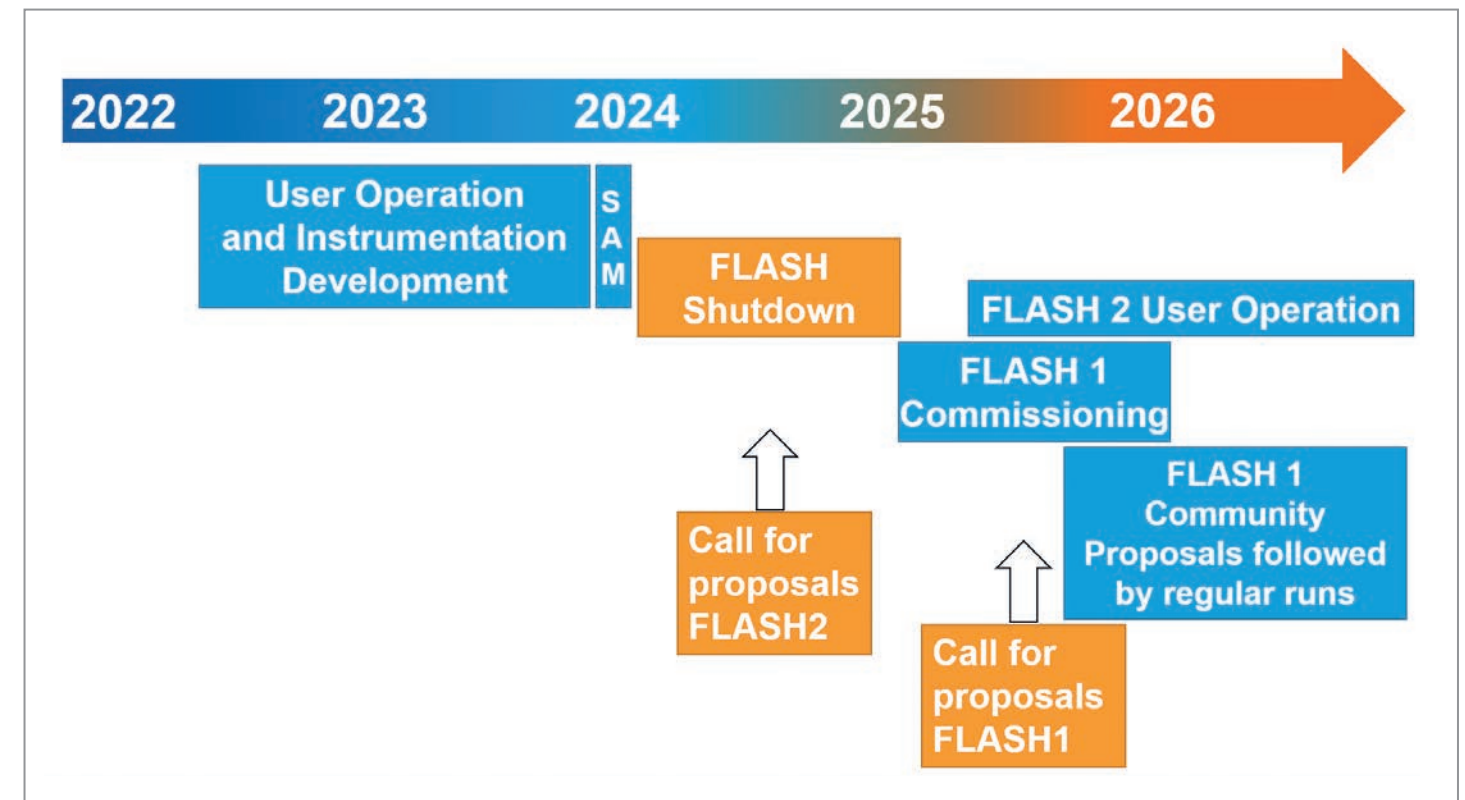 2022 2023 2024 2025 2026
User Operation
and Instrumentation
Development
S
A
M
FLASH
Shutdown
FLASH 2 User Operation
FLASH 1
Commissioning
FLASH 1
Community
Proposals followed
by regular runs
Call for
proposals
FLASH2
Call for
proposals
FLASH1